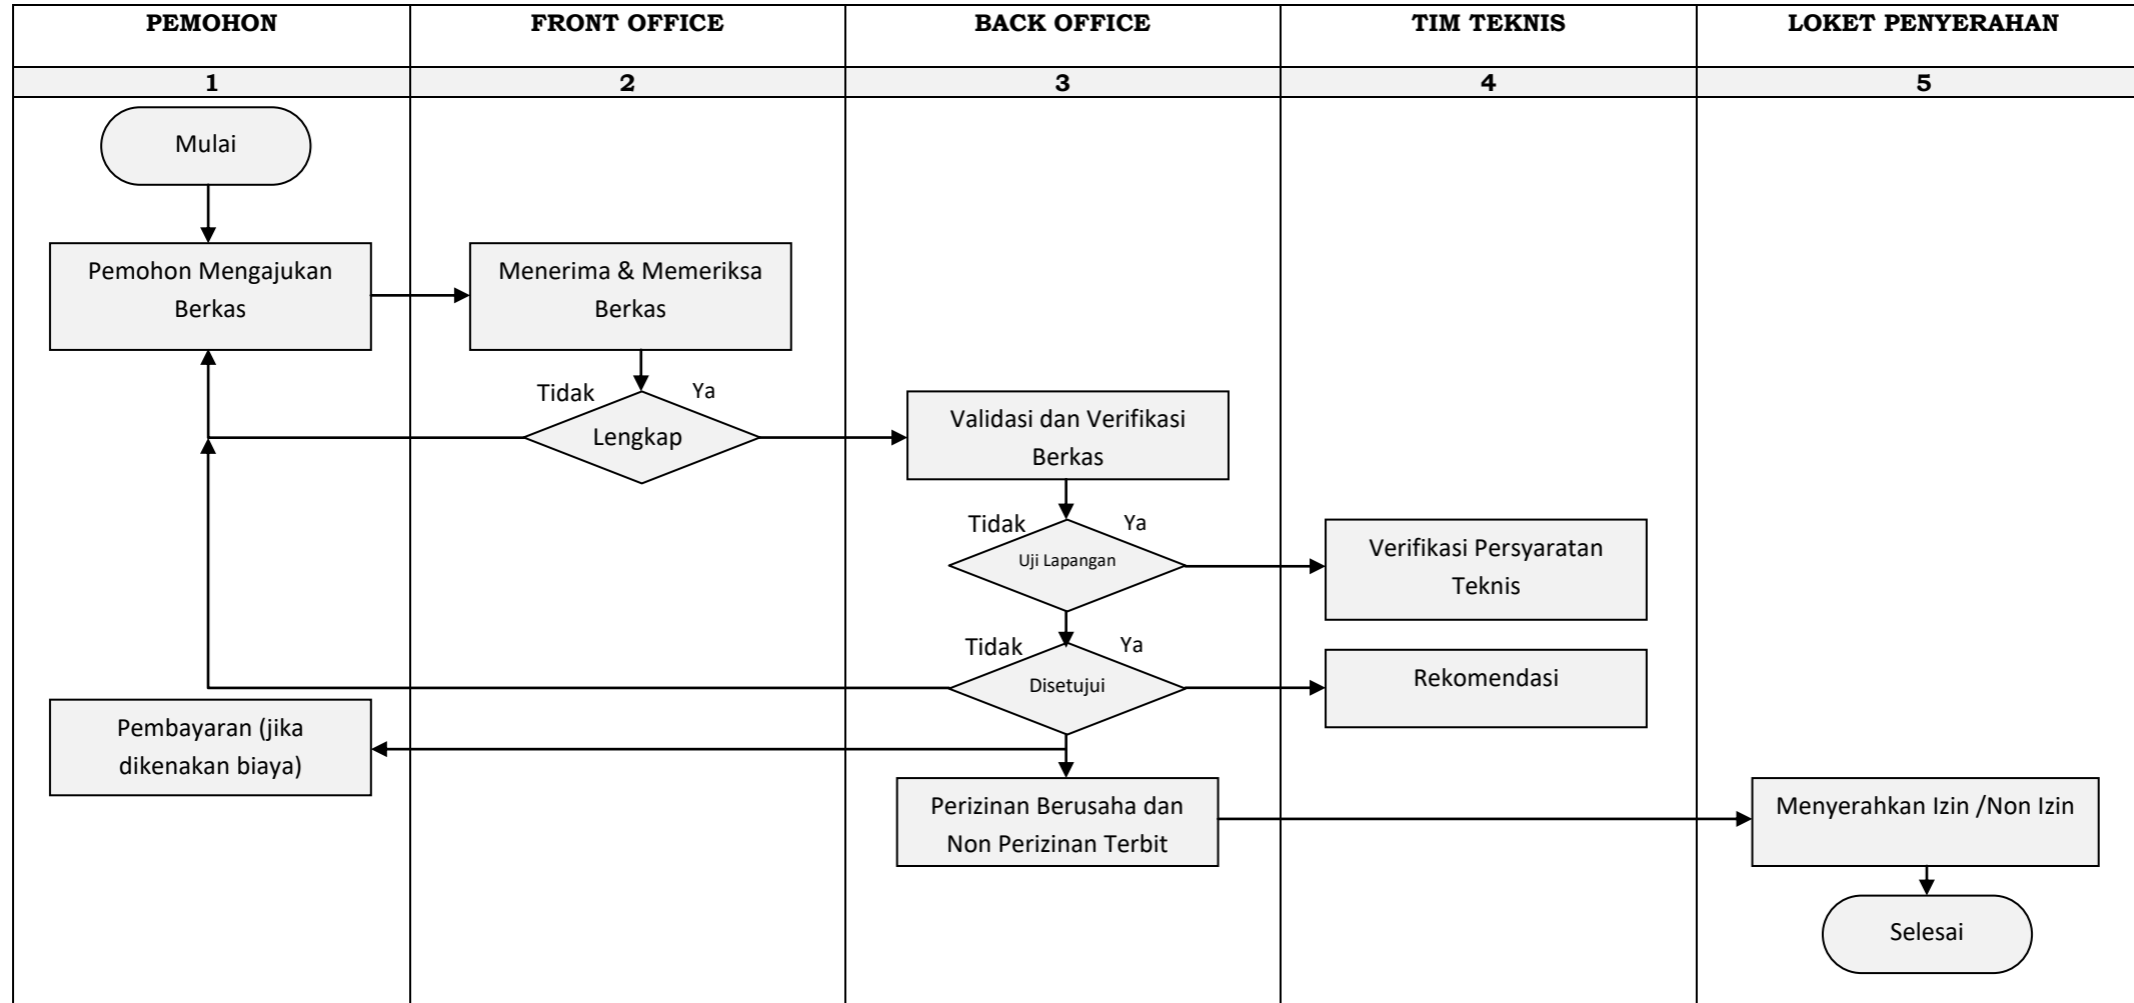 PEMOHON
FRONT OFFICE
BACK OFFICE
TIM TEKNIS
LOKET PENYERAHAN
1
2
3
4
5
Mulai
Pemohon Mengajukan
Berkas
Menerima & Memeriksa
Berkas
Tidak
Ya
Lengkap
Validasi dan Verifikasi
Berkas
Tidak
Ya
Uji Lapangan
Verifikasi Persyaratan
Teknis
Tidak
Ya
Disetujui
Rekomendasi
Pembayaran (jika
dikenakan biaya)
Perizinan Berusaha dan
Non Perizinan Terbit
Menyerahkan Izin /Non Izin
Selesai